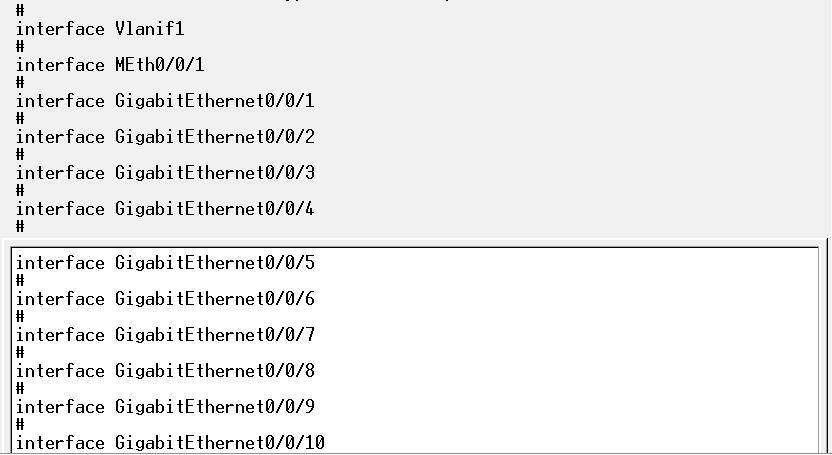 #
interface Vlanif1
#
interface MEth0/0/1
#
interface GigabitEthernet0/0/1
#
interface GigabitEthernet0/0/2
#
interface GigabitEthernet0/0/3
#
interface GigabitEthernet0/0/4
#
interface GigabitEthernet0/0/5
#
interface GigabitEthernet0/0/6
#
interface GigabitEthernet0/0/7
#
interface GigabitEthernet0/0/8
#
interface GigabitEthernet0/0/9
#
interface GigabitEthernet0/0/10